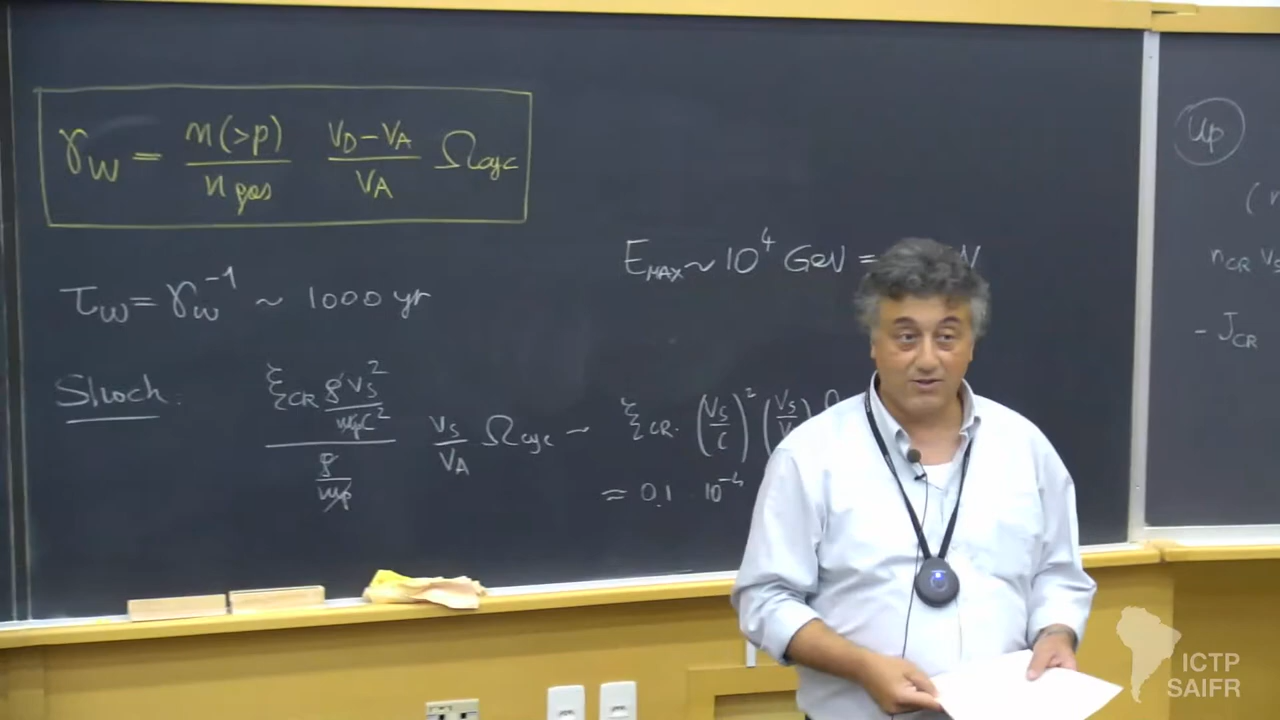 γ_W = n(>p)/n_gas (V_D − V_A)/V_A Ω_cyc
τ_W = γ_W^−1 ~ 1000 yr
E_MAX ~ 10^4 GeV =
Shock: (ξ_CR ρ V_S^2/(m_p c^2))/(ρ/m_p) V_S/V_A Ω_cyc ~ ξ_CR · (V_S/C)^2 (V_S/
≈ 0.1 · 10^−4
Up
n_CR V_S
− J_CR
ICTP
SAIFR